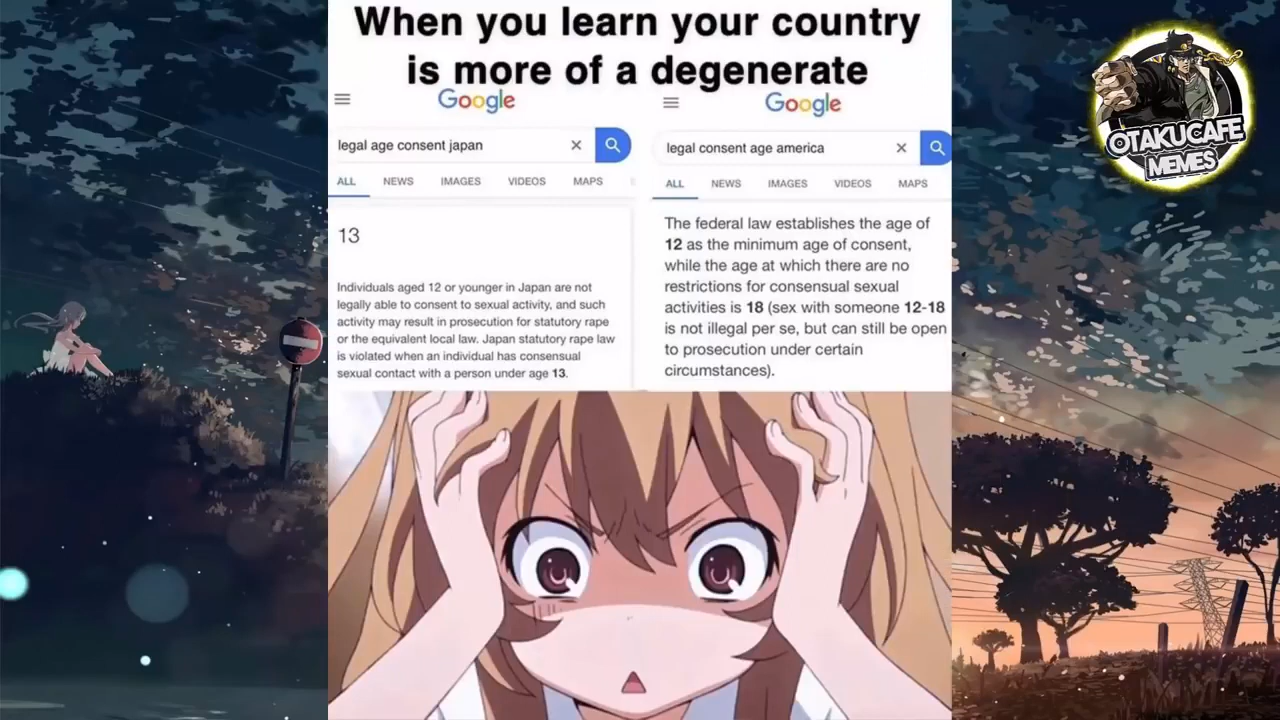 When you learn your country
is more of a degenerate
Google
legal age consent japan
ALL NEWS IMAGES VIDEOS MAPS
13
Individuals aged 12 or younger in Japan are not
legally able to consent to sexual activity, and such
activity may result in prosecution for statutory rape
or the equivalent local law. Japan statutory rape law
is violated when an individual has consensual
sexual contact with a person under age 13.
Google
legal consent age america
ALL NEWS IMAGES VIDEOS MAPS
The federal law establishes the age of
12 as the minimum age of consent,
while the age at which there are no
restrictions for consensual sexual
activities is 18 (sex with someone 12-18
is not illegal per se, but can still be open
to prosecution under certain
circumstances).
OTAKUCAFE
MEMES